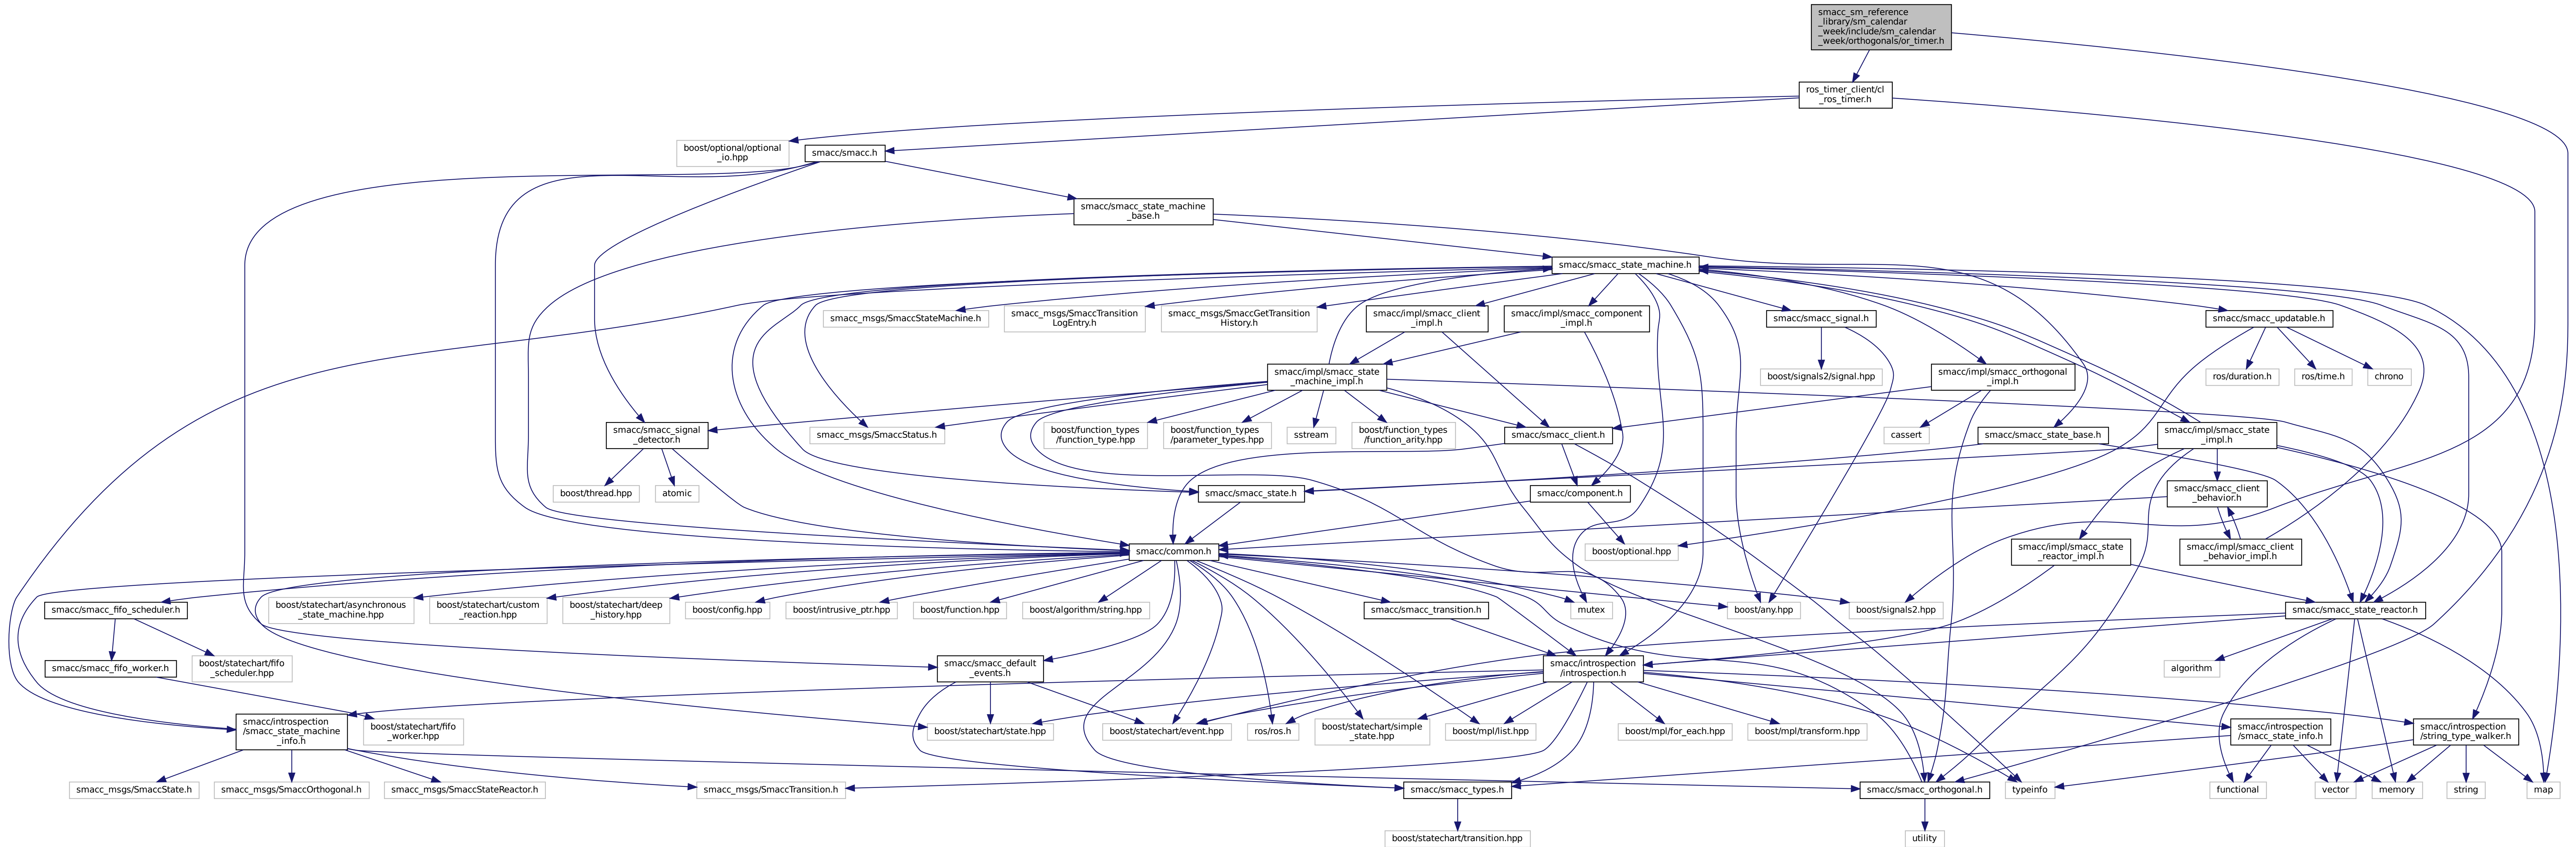 smacc_sm_reference
_library/sm_calendar
_week/include/sm_calendar
_week/orthogonals/or_timer.h
ros_timer_client/cl
_ros_timer.h
boost/optional/optional
_io.hpp
smacc/smacc.h
smacc/smacc_state_machine
_base.h
smacc/smacc_state_machine.h
smacc_msgs/SmaccStateMachine.h
smacc_msgs/SmaccTransition
LogEntry.h
smacc_msgs/SmaccGetTransition
History.h
smacc/impl/smacc_client
_impl.h
smacc/impl/smacc_component
_impl.h
smacc/smacc_signal.h
smacc/smacc_updatable.h
smacc/impl/smacc_state
_machine_impl.h
boost/signals2/signal.hpp
smacc/impl/smacc_orthogonal
_impl.h
ros/duration.h
ros/time.h
chrono
smacc/smacc_signal
_detector.h
smacc_msgs/SmaccStatus.h
boost/function_types
/function_type.hpp
boost/function_types
/parameter_types.hpp
sstream
boost/function_types
/function_arity.hpp
smacc/smacc_client.h
cassert
smacc/smacc_state_base.h
smacc/impl/smacc_state
_impl.h
boost/thread.hpp
atomic
smacc/smacc_state.h
smacc/component.h
smacc/smacc_client
_behavior.h
smacc/common.h
boost/optional.hpp
smacc/impl/smacc_state
_reactor_impl.h
smacc/impl/smacc_client
_behavior_impl.h
smacc/smacc_fifo_scheduler.h
boost/statechart/asynchronous
_state_machine.hpp
boost/statechart/custom
_reaction.hpp
boost/statechart/deep
_history.hpp
boost/config.hpp
boost/intrusive_ptr.hpp
boost/function.hpp
boost/algorithm/string.hpp
smacc/smacc_transition.h
mutex
boost/any.hpp
boost/signals2.hpp
smacc/smacc_state_reactor.h
smacc/smacc_fifo_worker.h
boost/statechart/fifo
_scheduler.hpp
smacc/smacc_default
_events.h
smacc/introspection
/introspection.h
algorithm
smacc/introspection
/smacc_state_machine
_info.h
boost/statechart/fifo
_worker.hpp
boost/statechart/state.hpp
boost/statechart/event.hpp
ros/ros.h
boost/statechart/simple
_state.hpp
boost/mpl/list.hpp
boost/mpl/for_each.hpp
boost/mpl/transform.hpp
smacc/introspection
/smacc_state_info.h
smacc/introspection
/string_type_walker.h
smacc_msgs/SmaccState.h
smacc_msgs/SmaccOrthogonal.h
smacc_msgs/SmaccStateReactor.h
smacc_msgs/SmaccTransition.h
smacc/smacc_types.h
smacc/smacc_orthogonal.h
typeinfo
functional
vector
memory
string
map
boost/statechart/transition.hpp
utility